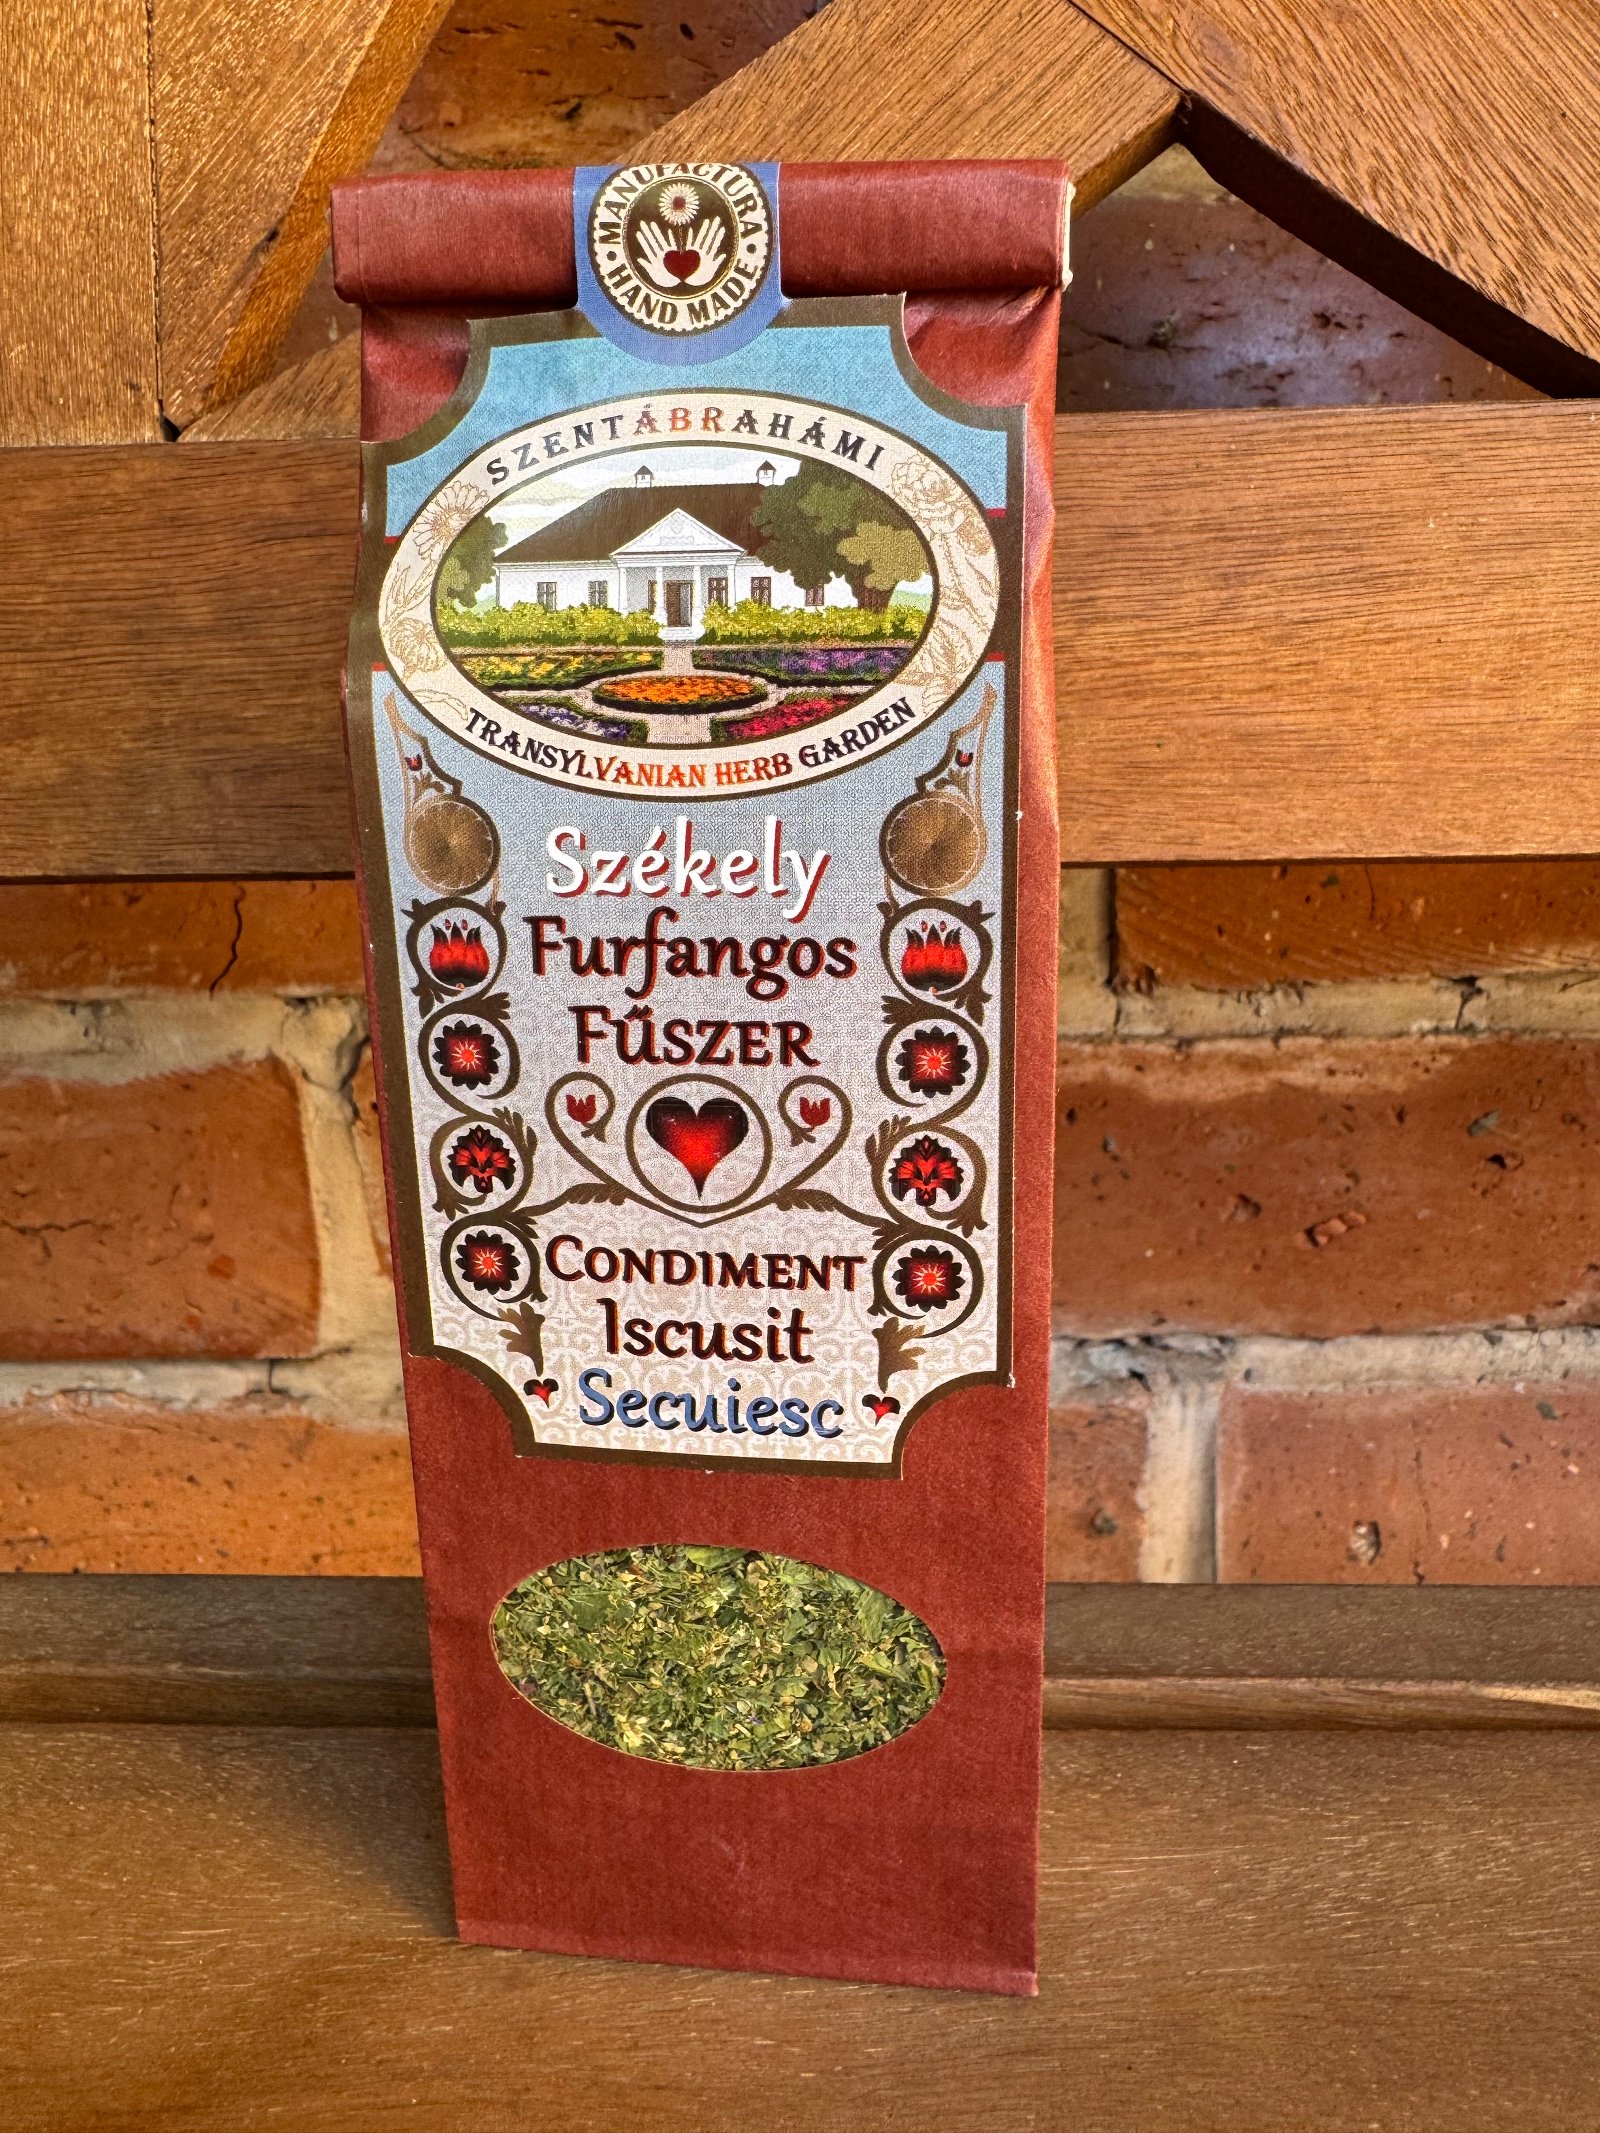 MANUFACTURA
HAND MADE
SZENTÁBRAHÁMI
TRANSYLVANIAN HERB GARDEN
Székely
Furfangos
FŰSZER
CONDIMENT
Iscusit
Secuiesc